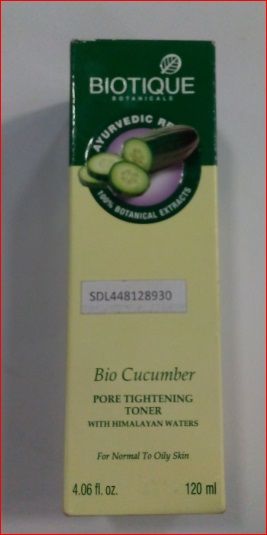 BIOTIQUE
BOTANICALS
AYURVEDIC
100% BOTANICAL EXTRACTS
SDL448128930
Bio Cucumber
PORE TIGHTENING
TONER
WITH HIMALAYAN WATERS
For Normal To Oily Skin
4.06 fl. oz. 120 ml